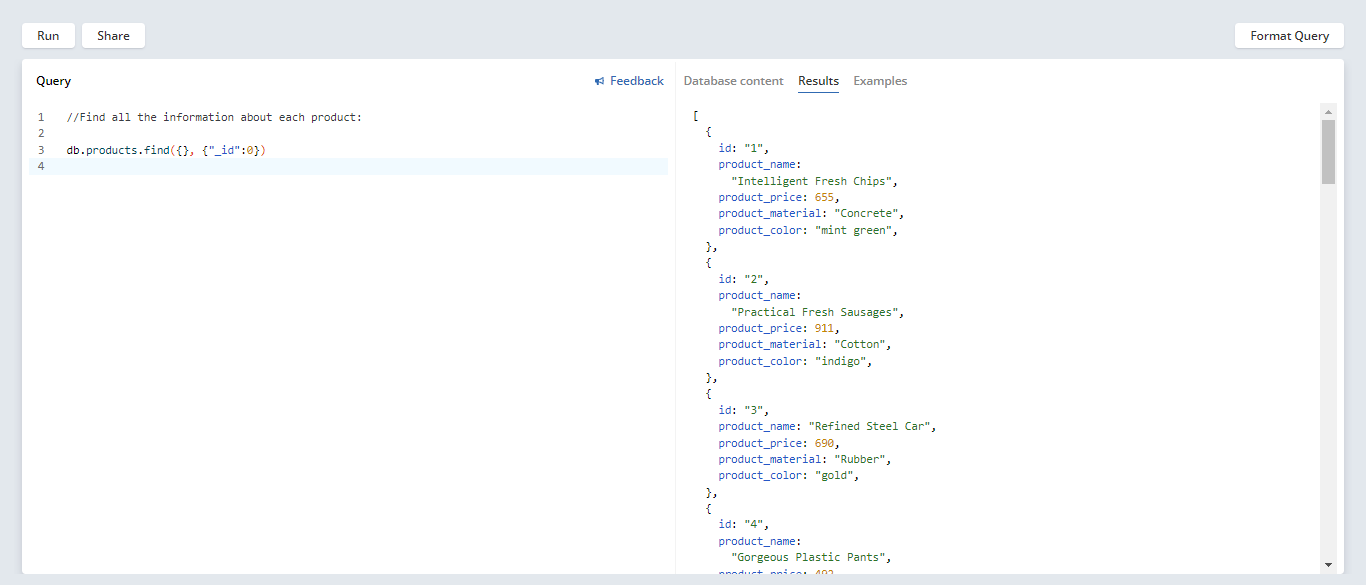 Run Share Format Query
Query Feedback
1 //Find all the information about each product:
2
3 db.products.find({}, {"_id":0})
4
Database content Results Examples
[
{
id: "1",
product_name:
"Intelligent Fresh Chips",
product_price: 655,
product_material: "Concrete",
product_color: "mint green",
},
{
id: "2",
product_name:
"Practical Fresh Sausages",
product_price: 911,
product_material: "Cotton",
product_color: "indigo",
},
{
id: "3",
product_name: "Refined Steel Car",
product_price: 690,
product_material: "Rubber",
product_color: "gold",
},
{
id: "4",
product_name:
"Gorgeous Plastic Pants",
product_price: 492